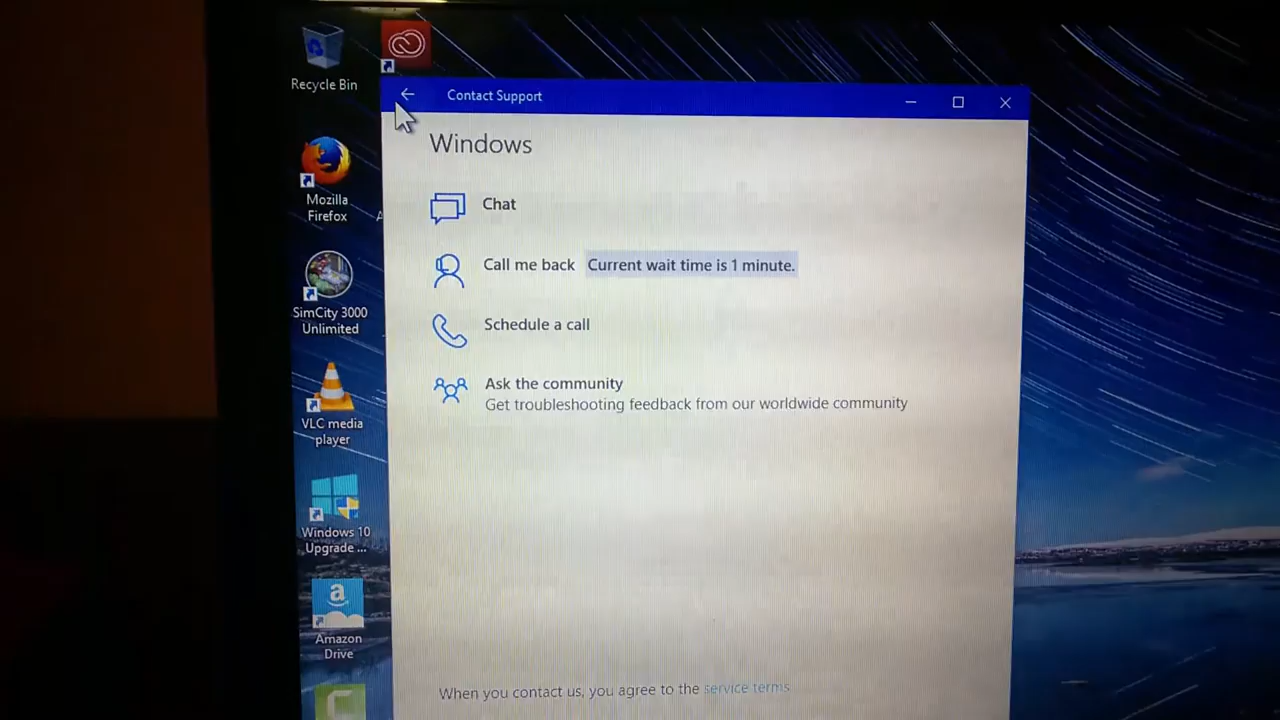 Recycle Bin
Mozilla
Firefox
SimCity 3000
Unlimited
VLC media
player
Windows 10
Upgrade ...
Amazon
Drive
Contact Support
Windows
Chat
Call me back Current wait time is 1 minute.
Schedule a call
Ask the community
Get troubleshooting feedback from our worldwide community
When you contact us, you agree to the service terms